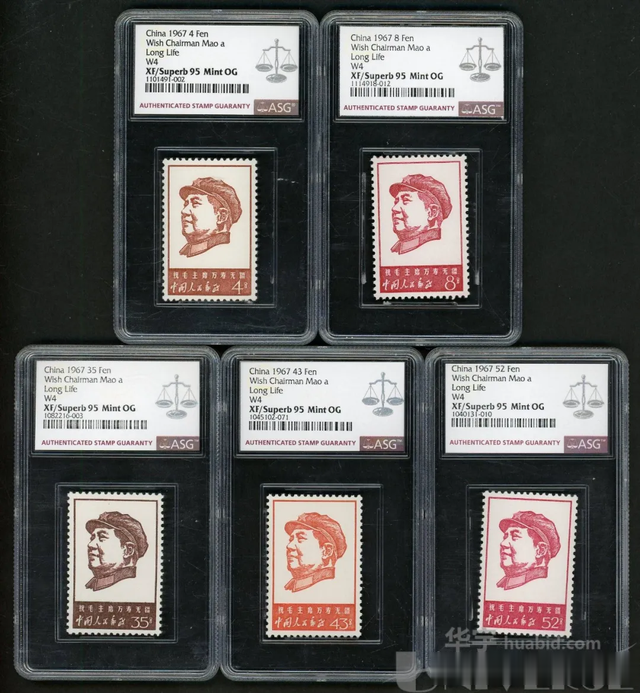 China 1967 4 Fen
Wish Chairman Mao a
Long Life
W4
XF/Superb 95 Mint OG
1101491-002
AUTHENTICATED STAMP GUARANTY ASG
祝毛主席万寿无疆
中国人民邮政 4分
China 1967 8 Fen
Wish Chairman Mao a
Long Life
W4
XF/Superb 95 Mint OG
1114918-012
AUTHENTICATED STAMP GUARANTY ASG
祝毛主席万寿无疆
中国人民邮政 8分
China 1967 35 Fen
Wish Chairman Mao a
Long Life
W4
XF/Superb 95 Mint OG
1082216-003
AUTHENTICATED STAMP GUARANTY ASG
祝毛主席万寿无疆
中国人民邮政 35分
China 1967 43 Fen
Wish Chairman Mao a
Long Life
W4
XF/Superb 95 Mint OG
1045102-071
AUTHENTICATED STAMP GUARANTY ASG
祝毛主席万寿无疆
中国人民邮政 43分
China 1967 52 Fen
Wish Chairman Mao a
Long Life
W4
XF/Superb 95 Mint OG
1040131-010
AUTHENTICATED STAMP GUARANTY ASG
祝毛主席万寿无疆
中国人民邮政 52分
华宇 huabid.com